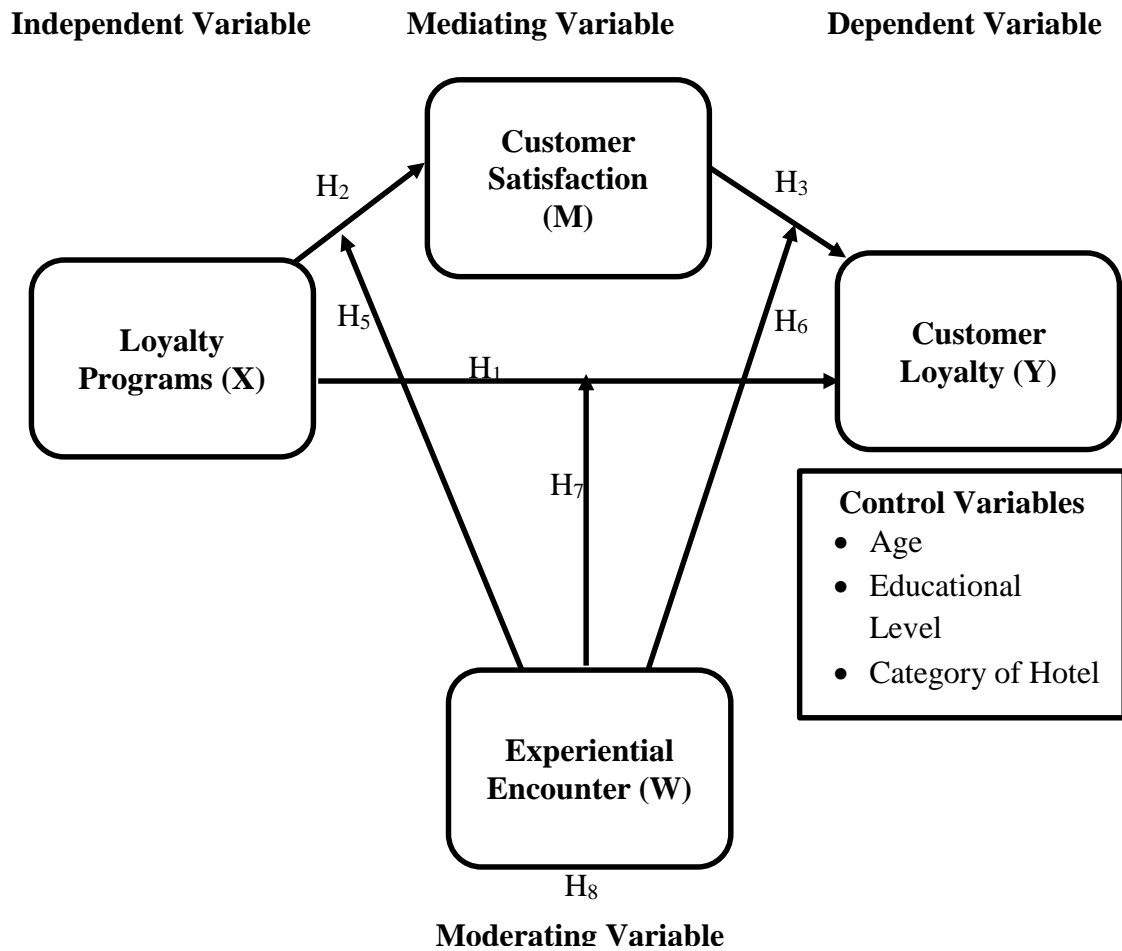 Independent Variable
Mediating Variable
Dependent Variable
Customer
Satisfaction
(M)
H2
H3
Loyalty
Programs (X)
H5
H1
H6
Customer
Loyalty (Y)
H7
Control Variables
• Age
• Educational
Level
• Category of Hotel
Experiential
Encounter (W)
H8
Moderating Variable